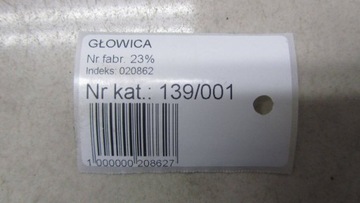 GŁOWICA
Nr fabr. 23%
Indeks: 020862
Nr kat.: 139/001
1 000000 208627